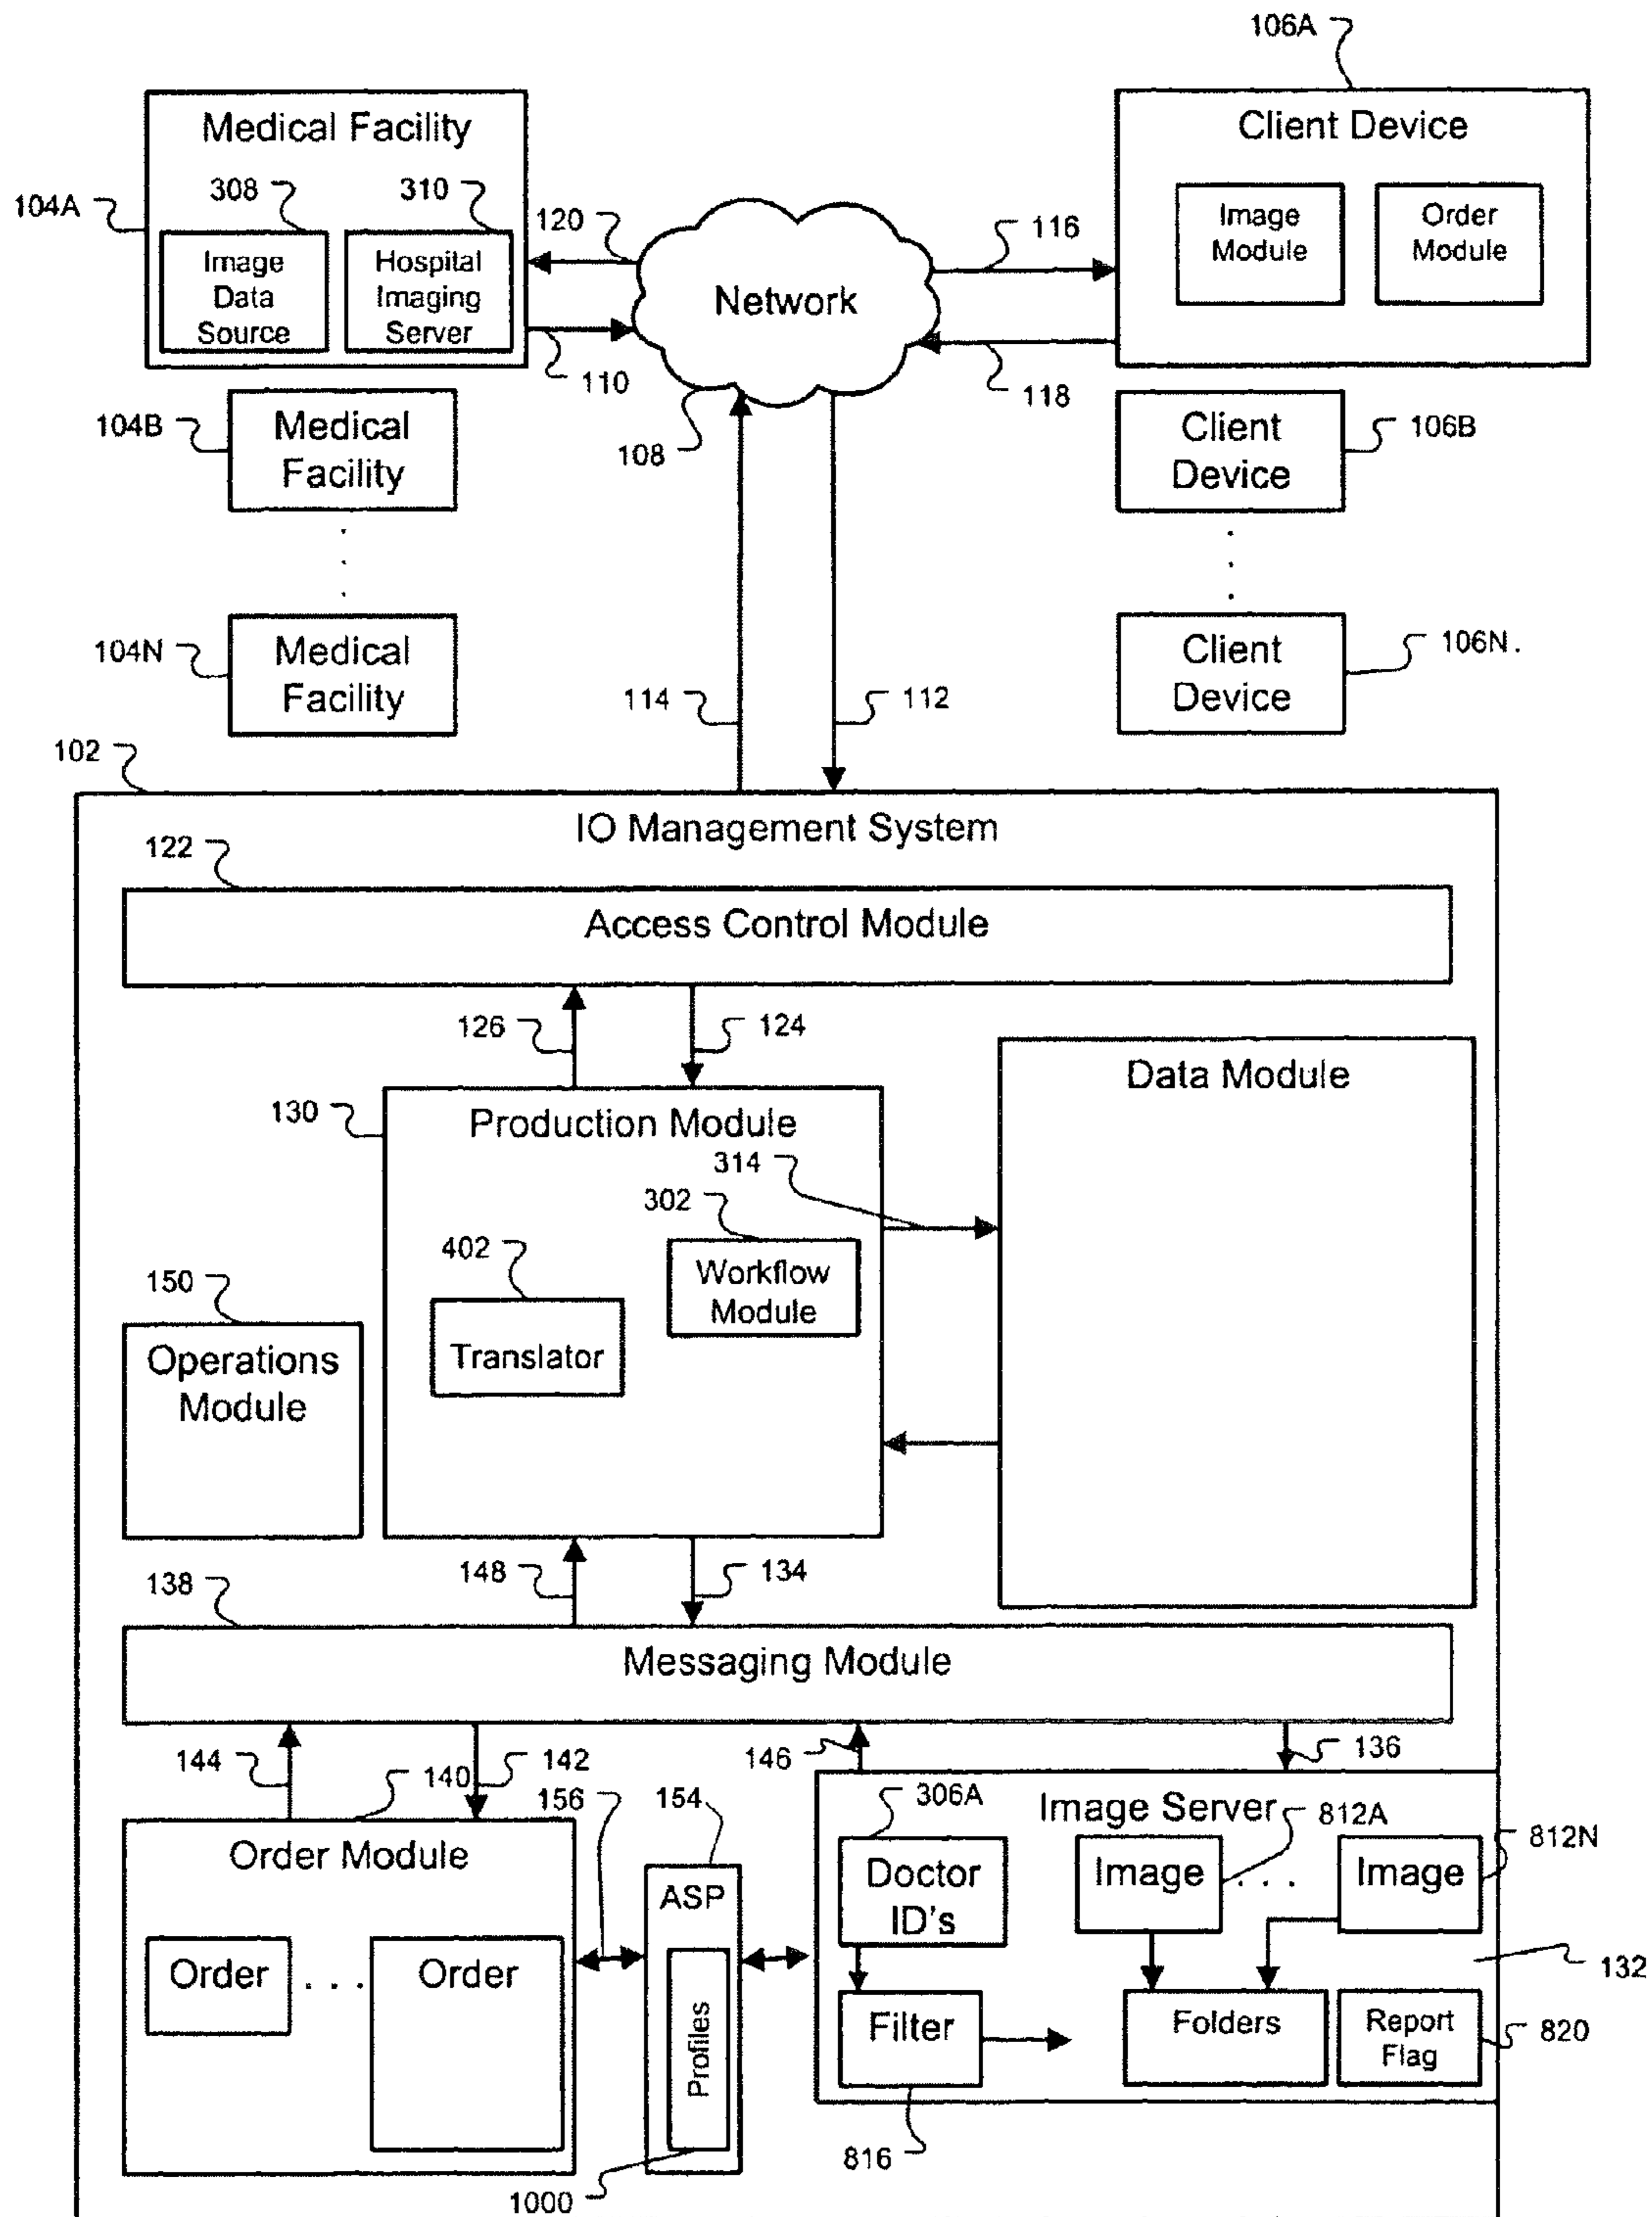 106A
Medical Facility
Client Device
308
310
104A
120
116
Image
Data
Source
Hospital
Imaging
Server
Network
Image
Module
Order
Module
110
118
108
104B
Medical
Facility
Client
Device
106B
104N
Medical
Facility
Client
Device
106N.
114
112
102
IO Management System
122
Access Control Module
126
124
Data Module
130
Production Module
314
302
402
Workflow
Module
150
Translator
Operations
Module
148
134
138
Messaging Module
144
142
146
136
140
156
154
306A
Image Server
812A
812N
Order Module
ASP
Doctor
ID's
Image
. . .
Image
Order
. . .
Order
Profiles
132
Filter
Folders
Report
Flag
820
816
1000